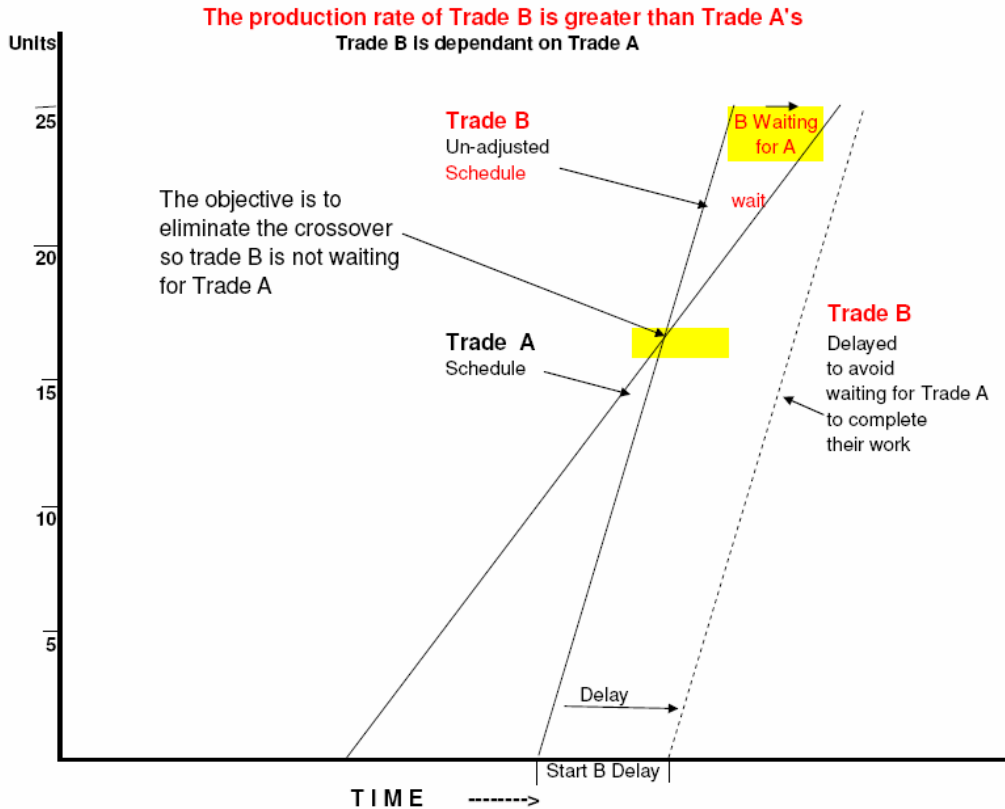 The production rate of Trade B is greater than Trade A's
Units
Trade B is dependant on Trade A
25
Trade B
Un-adjusted
Schedule
B Waiting
for A
wait
The objective is to
eliminate the crossover
so trade B is not waiting
for Trade A
20
Trade A
Schedule
Trade B
Delayed
to avoid
waiting for Trade A
to complete
their work
15
10
5
Delay
Start B Delay
TIME -------->